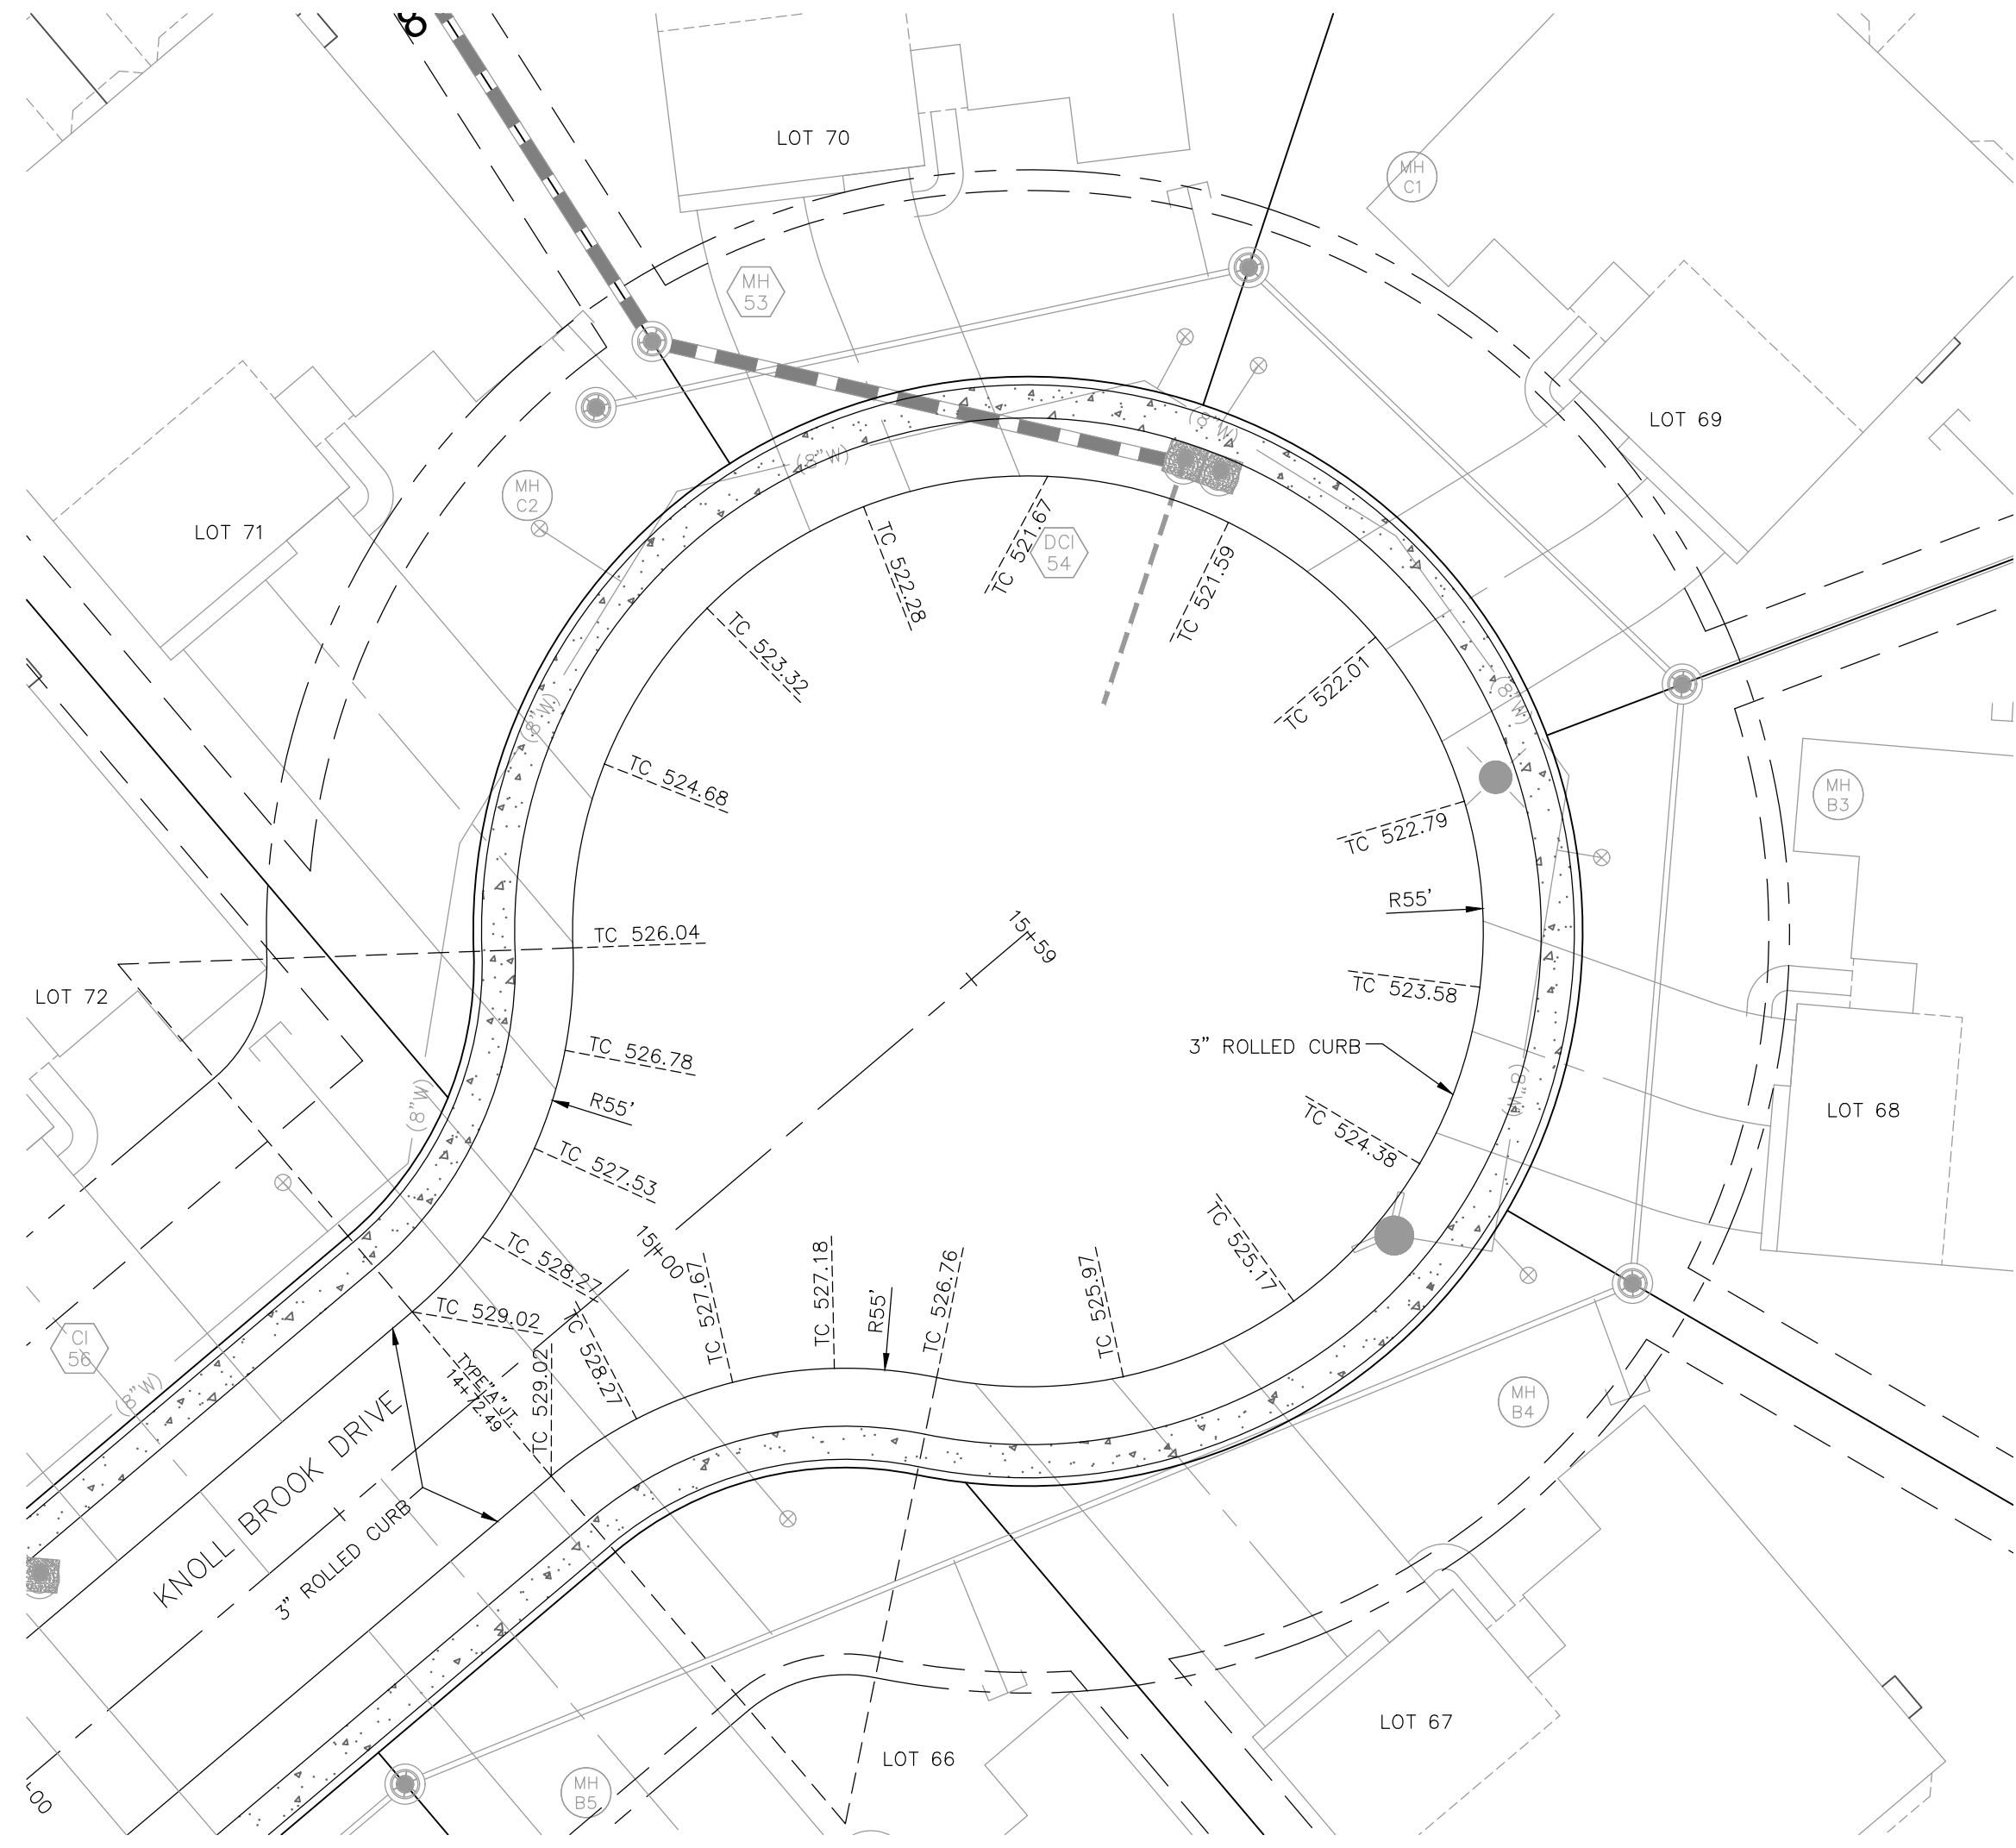 8
LOT 70
MH
C1
MH
53
LOT 69
(8"W)
(8"W)
MH
C2
LOT 71
TC 521.67
DCI
54
TC 522.28
TC 521.59
TC 523.32
TC 522.01
(8"W)
(8"W)
TC 524.68
MH
B3
TC 522.79
R55'
15+59
TC 526.04
LOT 72
TC 523.58
TC 526.78
3" ROLLED CURB
R55'
(8"W)
(8"W)
LOT 68
TC 524.38
TC 527.53
TC 525.17
15+00
TC 528.27
TC 527.97
TC 527.18
R55'
TC 526.76
TC 525.97
TC 529.02
CI
56
TC 528.27
TC 529.02
TYPE"A"JT.
14+72.49
(8"W)
MH
B4
KNOLL BROOK DRIVE
3" ROLLED CURB
LOT 67
LOT 66
MH
B5
+00